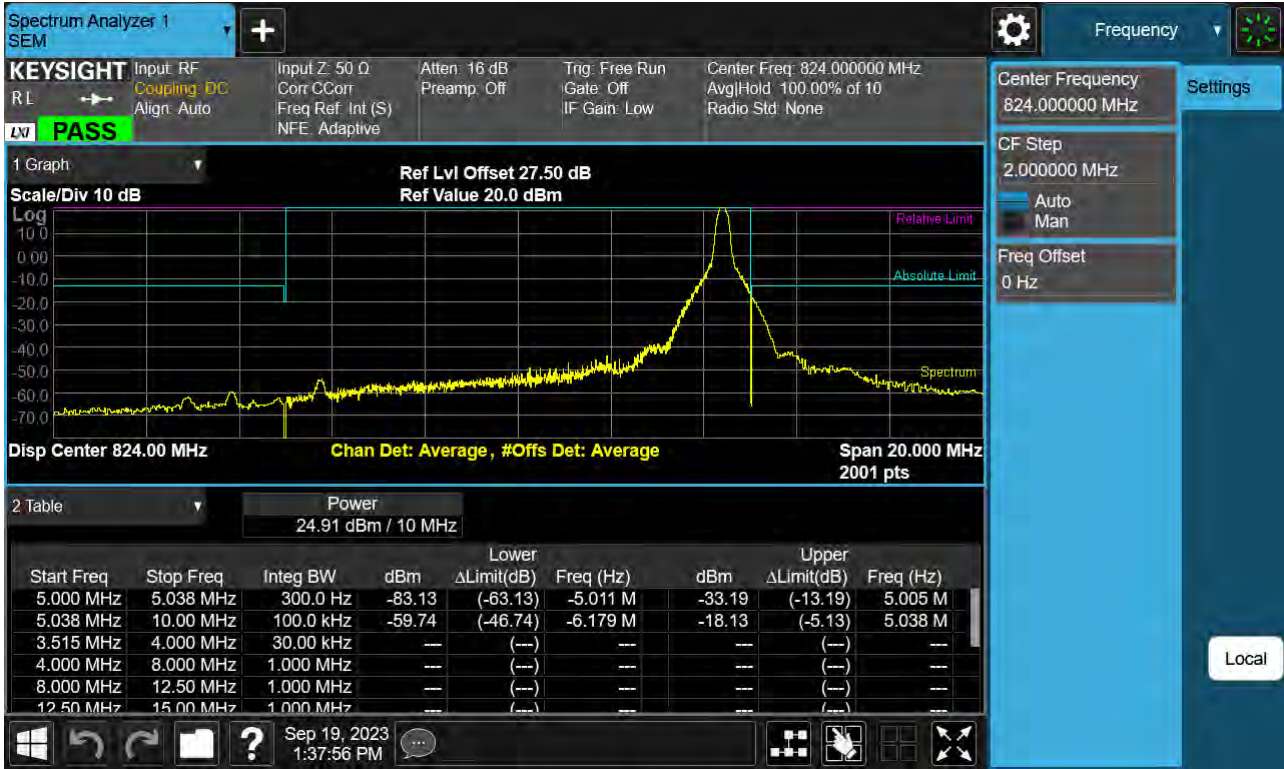 Spectrum Analyzer 1
SEM
Frequency
KEYSIGHT Input: RF Input Z: 50 Ω Atten: 16 dB Trig: Free Run Center Freq: 824.000000 MHz
RL Coupling: DC Corr CCorr Preamp: Off Gate: Off Avg|Hold: 100.00% of 10
Align: Auto Freq Ref: Int (S) IF Gain: Low Radio Std: None
LXI PASS NFE: Adaptive
Center Frequency
824.000000 MHz
Settings
CF Step
2.000000 MHz
Auto
Man
Freq Offset
0 Hz
Local
1 Graph
Ref Lvl Offset 27.50 dB
Scale/Div 10 dB Ref Value 20.0 dBm
Log
Relative Limit
10.0
0.00
Absolute Limit
-10.0
-20.0
-30.0
-40.0
-50.0
Spectrum
-60.0
-70.0
Disp Center 824.00 MHz Chan Det: Average, #Offs Det: Average Span 20.000 MHz
2001 pts
2 Table
Power
24.91 dBm / 10 MHz
Lower Upper
Start Freq Stop Freq Integ BW dBm ΔLimit(dB) Freq (Hz) dBm ΔLimit(dB) Freq (Hz)
5.000 MHz 5.038 MHz 300.0 Hz -83.13 (-63.13) -5.011 M -33.19 (-13.19) 5.005 M
5.038 MHz 10.00 MHz 100.0 kHz -59.74 (-46.74) -6.179 M -18.13 (-5.13) 5.038 M
3.515 MHz 4.000 MHz 30.00 kHz --- (---) --- --- (---) ---
4.000 MHz 8.000 MHz 1.000 MHz --- (---) --- --- (---) ---
8.000 MHz 12.50 MHz 1.000 MHz --- (---) --- --- (---) ---
12.50 MHz 15.00 MHz 1.000 MHz --- (---) --- --- (---) ---
? Sep 19, 2023
1:37:56 PM